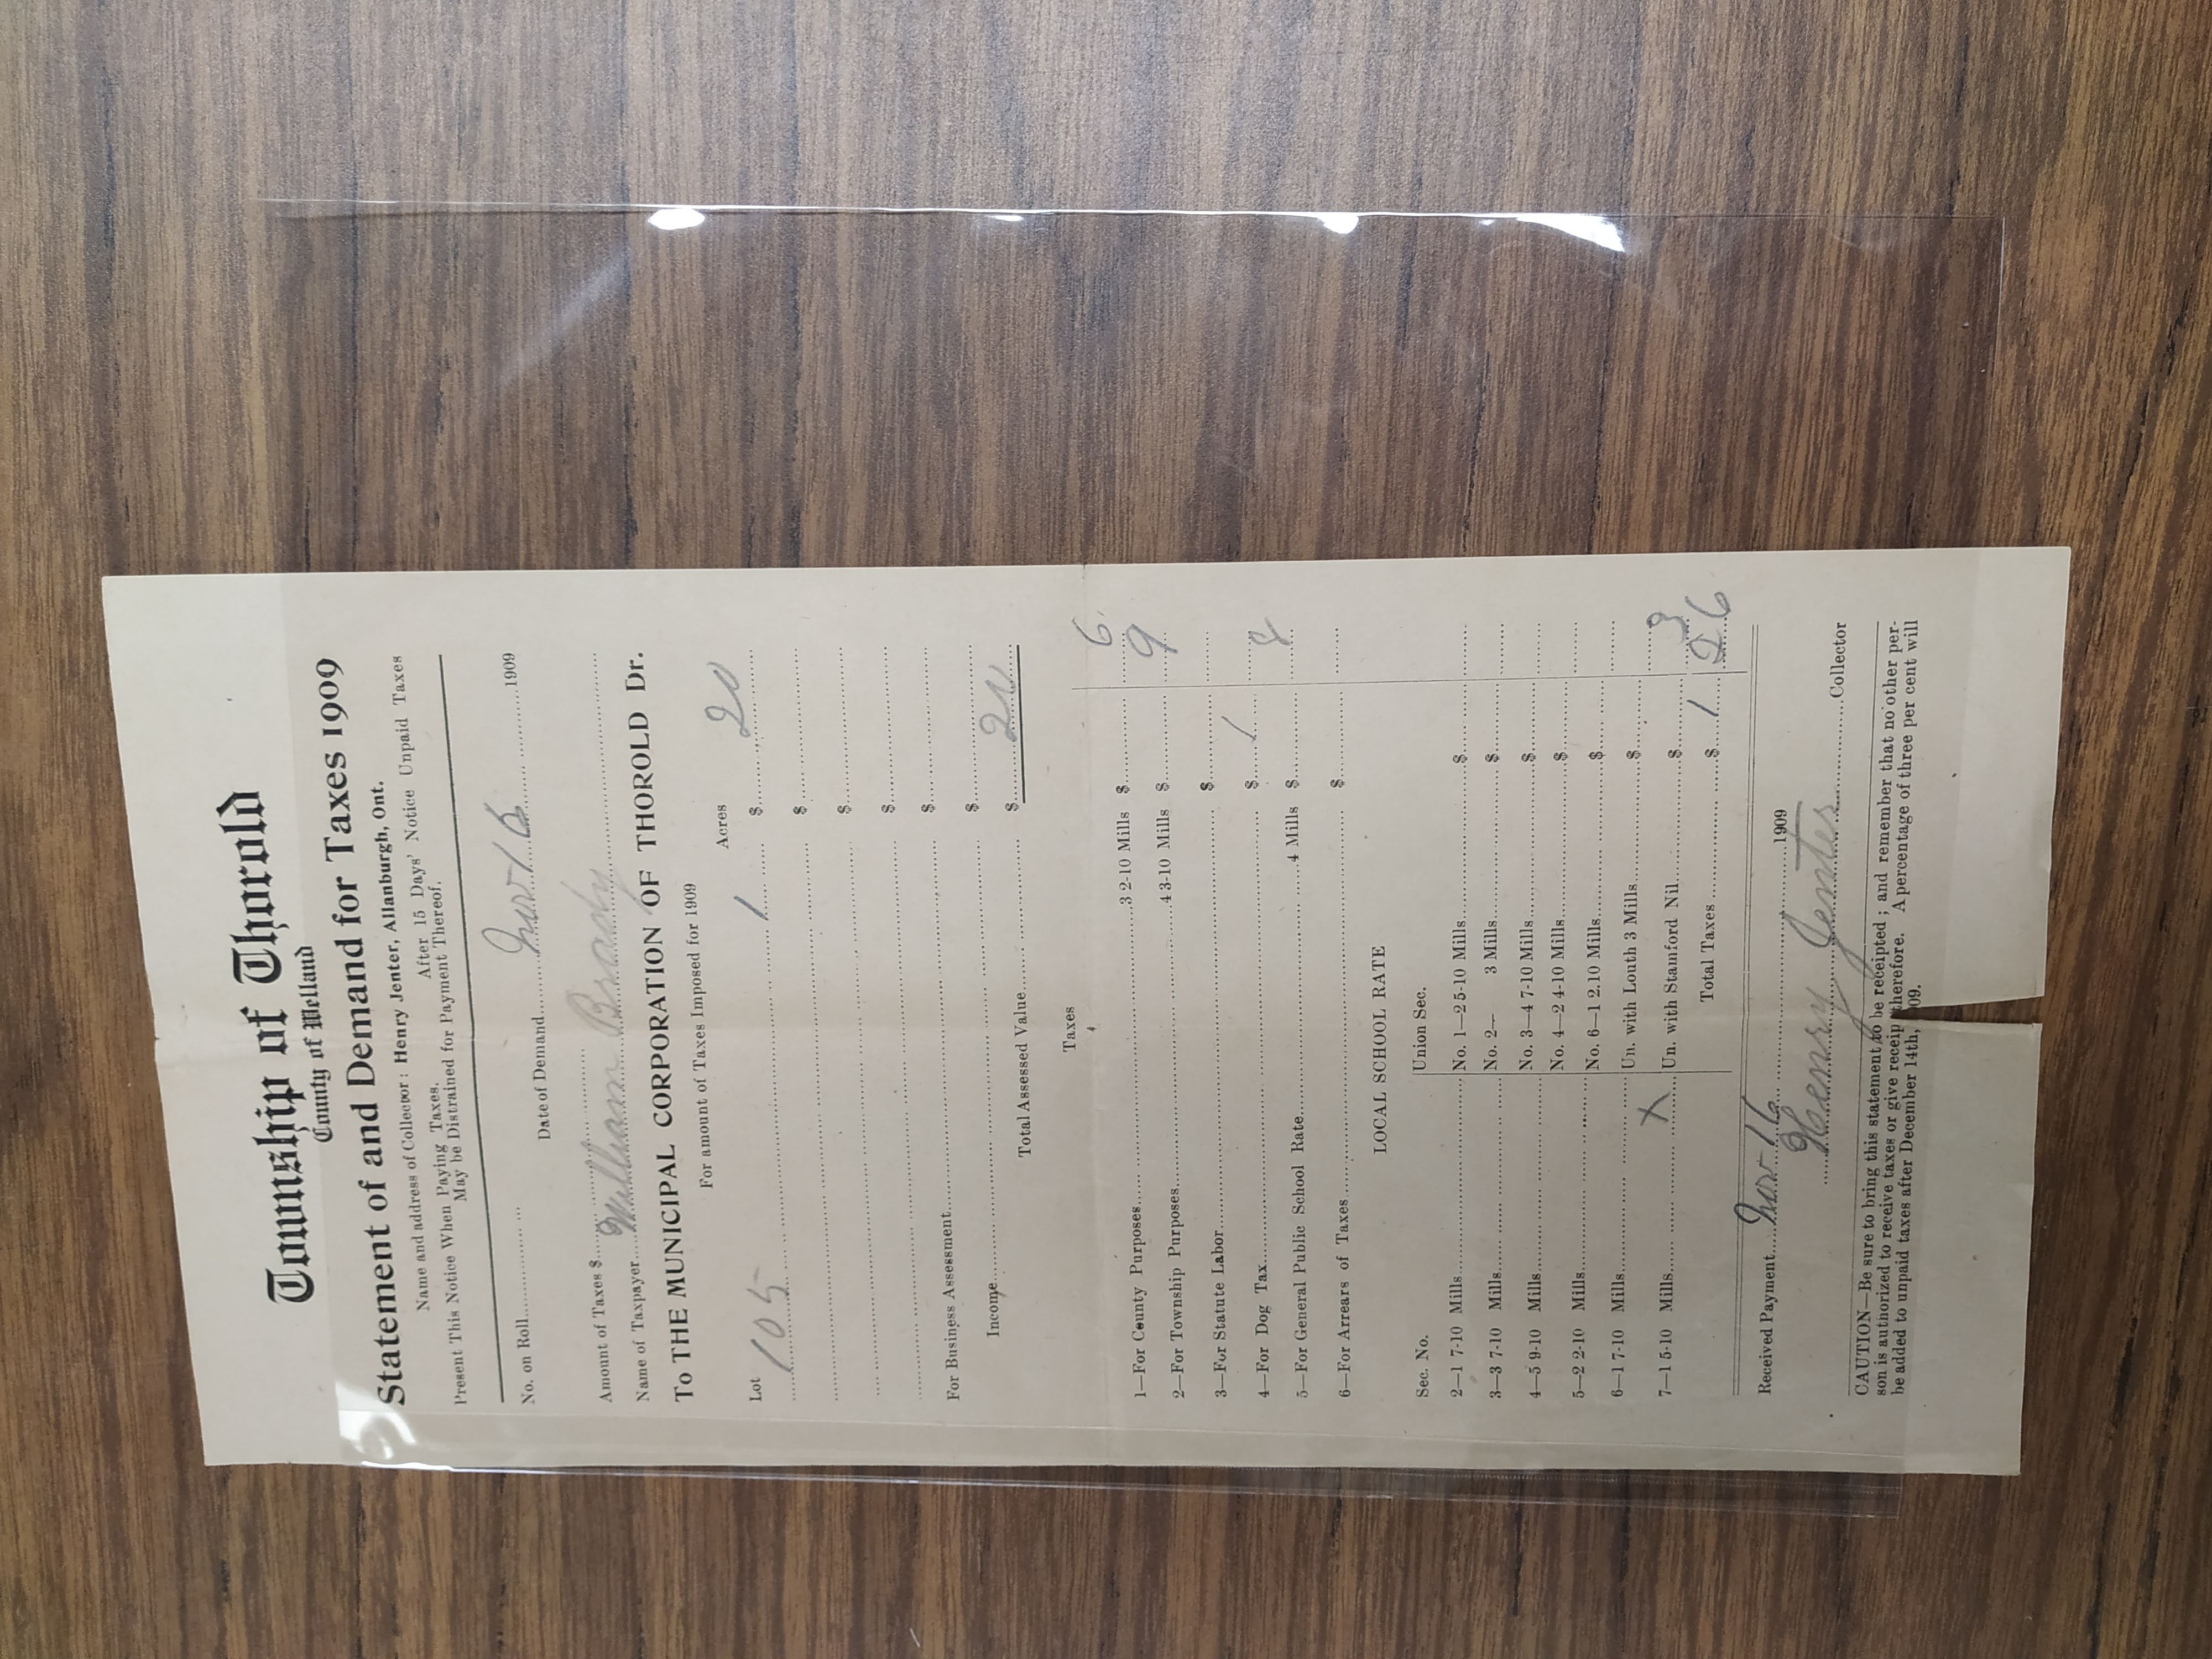 Township of Thorold
County of Welland
Statement of and Demand for Taxes 1909
Name and address of Collector: Henry Jenter, Allanburgh, Ont.
Present This Notice When Paying Taxes. After 15 Days' Notice Unpaid Taxes
May be Distrained for Payment Thereof.
No. on Roll.......... Date of Demand.......Nov 16..........1909
Amount of Taxes $..........
Name of Taxpayer....William Brady..........
To THE MUNICIPAL CORPORATION OF THOROLD Dr.
For amount of Taxes Imposed for 1909
Acres
Lot 105 .......... 1 .... $ .... 20
.......... $ ..........
.......... $ ..........
.......... $ ..........
For Business Assessment.......... $ ..........
Income.......... $ ..........
Total Assessed Value.......... $ .... 20
Taxes
1—For County Purposes..........3 2-10 Mills $ .......... 6
2—For Township Purposes..........4 3-10 Mills $ .......... 9
3—For Statute Labor.......... $ ..........
4—For Dog Tax.......... $ .... 1
5—For General Public School Rate..........4 Mills $ .......... 8
6—For Arrears of Taxes.......... $ ..........
LOCAL SCHOOL RATE
Sec. No. Union Sec.
2—1 7-10 Mills.......... No. 1—2 5-10 Mills.......... $ ..........
3—3 7-10 Mills.......... No. 2— 3 Mills.......... $ ..........
4—5 9-10 Mills.......... No. 3—4 7-10 Mills.......... $ ..........
5—2 2-10 Mills.......... No. 4—2 4-10 Mills.......... $ ..........
6—1 7-10 Mills.......... No. 6—1 2.10 Mills.......... $ ..........
Un. with Louth 3 Mills.......... $ ..........
7—1 5-10 Mills.......... X Un. with Stamford Nil.......... $ .......... 3
Total Taxes .......... $ 1 26
Received Payment....Nov 16..........1909
Henry Jenter..........Collector
CAUTION—Be sure to bring this statement to be receipted; and remember that no other per-
son is authorized to receive taxes or give receip therefore. A percentage of three per cent will
be added to unpaid taxes after December 14th, 09.